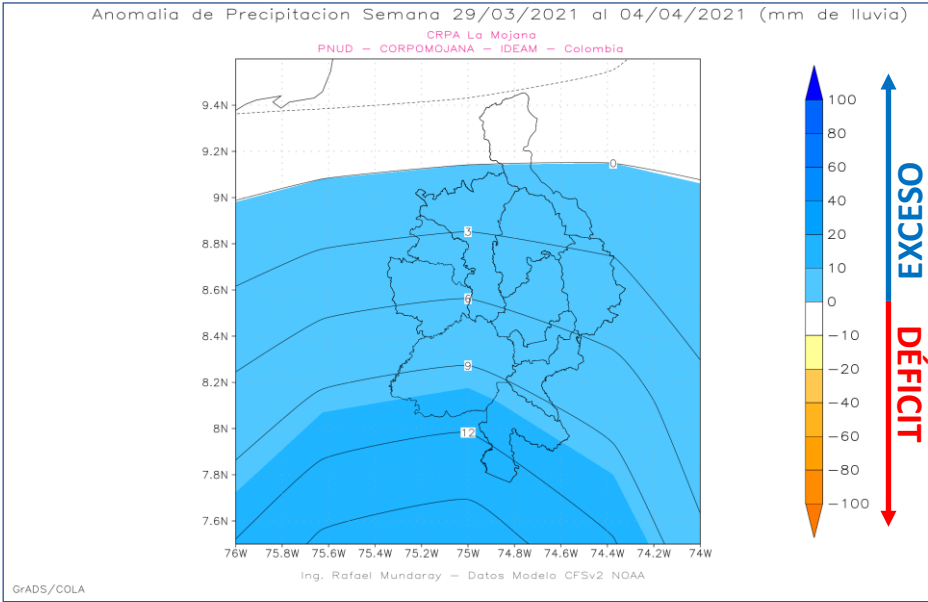 Anomalia de Precipitacion Semana 29/03/2021 al 04/04/2021 (mm de lluvia)
CRPA La Mojana
PNUD – CORPOMOJANA – IDEAM – Colombia
9.4N
9.2N
9N
8.8N
8.6N
8.4N
8.2N
8N
7.8N
7.6N
0
3
6
9
12
76W 75.8W 75.6W 75.4W 75.2W 75W 74.8W 74.6W 74.4W 74.2W 74W
100
80
60
40
20
10
0
−10
−20
−40
−60
−80
−100
EXCESO
DÉFICIT
Ing. Rafael Mundaray – Datos Modelo CFSv2 NOAA
GrADS/COLA